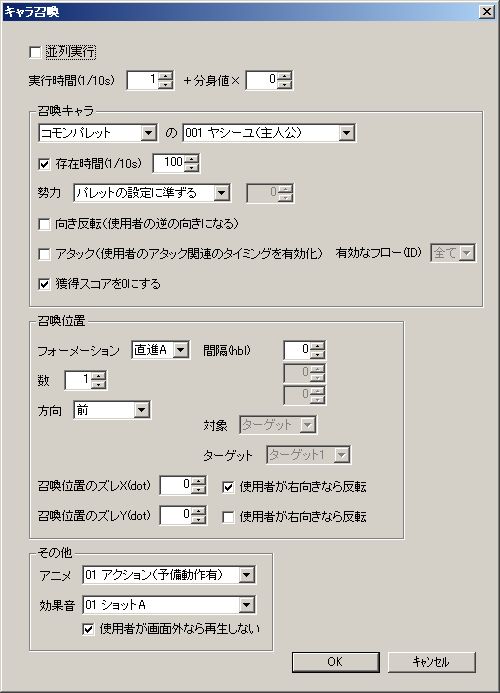 キャラ召喚
並列実行
実行時間(1/10s) 1 +分身値× 0
召喚キャラ
コモンパレット の 001 ヤシーユ(主人公)
存在時間(1/10s) 100
勢力 パレットの設定に準ずる 0
向き反転(使用者の逆の向きになる)
アタック(使用者のアタック関連のタイミングを有効化) 有効なフロー(ID) 全て
獲得スコアを0にする
召喚位置
フォーメーション 直進A 間隔(hbl) 0
0
数 1
0
方向 前
対象 ターゲット
ターゲット ターゲット1
召喚位置のズレX(dot) 0 使用者が右向きなら反転
召喚位置のズレY(dot) 0 使用者が右向きなら反転
その他
アニメ 01 アクション(予備動作有)
効果音 01 ショットA
使用者が画面外なら再生しない
OK キャンセル